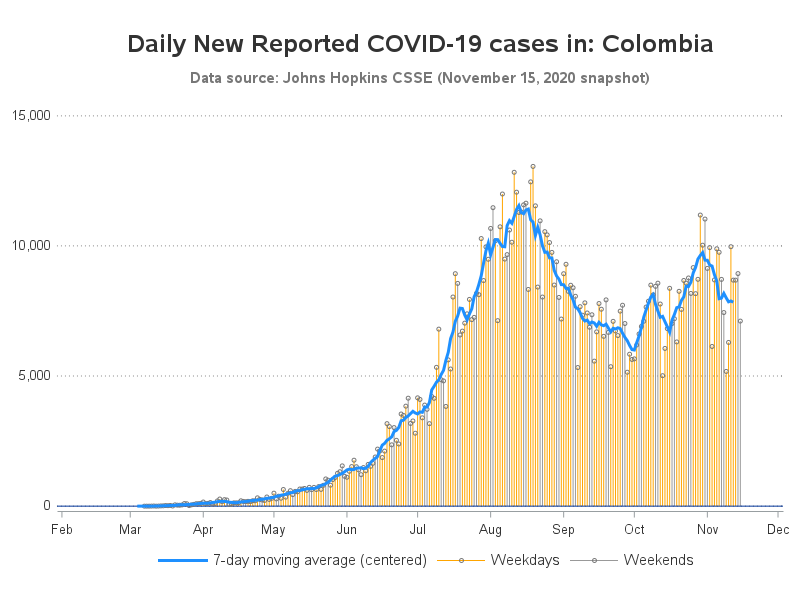 Daily New Reported COVID-19 cases in: Colombia
Data source: Johns Hopkins CSSE (November 15, 2020 snapshot)
15,000
10,000
5,000
0
Feb Mar Apr May Jun Jul Aug Sep Oct Nov Dec
7-day moving average (centered) Weekdays Weekends